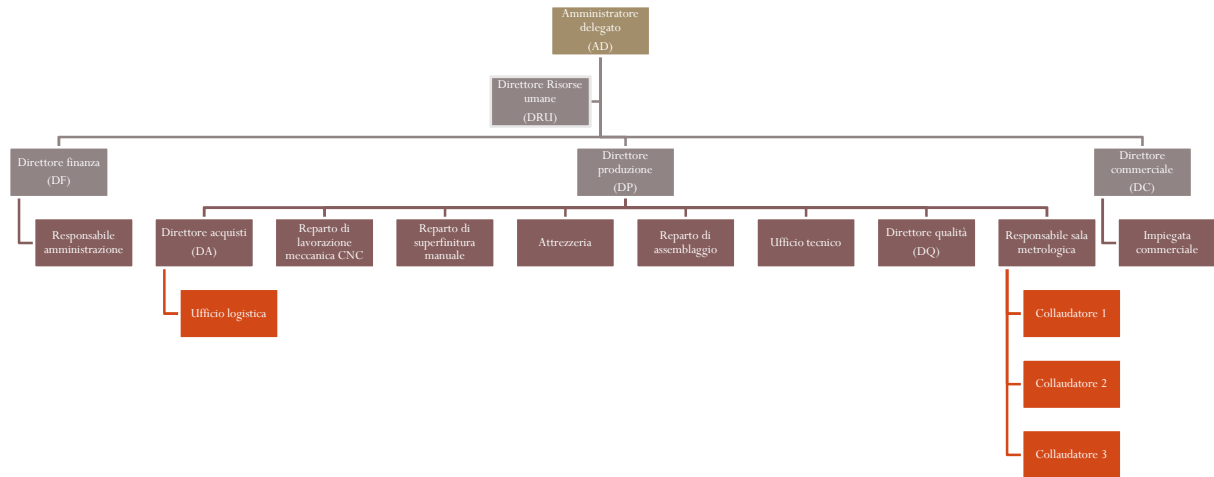 Amministratore
delegato
(AD)
Direttore Risorse
umane
(DRU)
Direttore finanza
(DF)
Direttore
produzione
(DP)
Direttore
commerciale
(DC)
Responsabile
amministrazione
Direttore acquisti
(DA)
Reparto di
lavorazione
meccanica CNC
Reparto di
superfinitura
manuale
Attrezzeria
Reparto di
assemblaggio
Ufficio tecnico
Direttore qualità
(DQ)
Responsabile sala
metrologica
Impiegata
commerciale
Ufficio logistica
Collaudatore 1
Collaudatore 2
Collaudatore 3